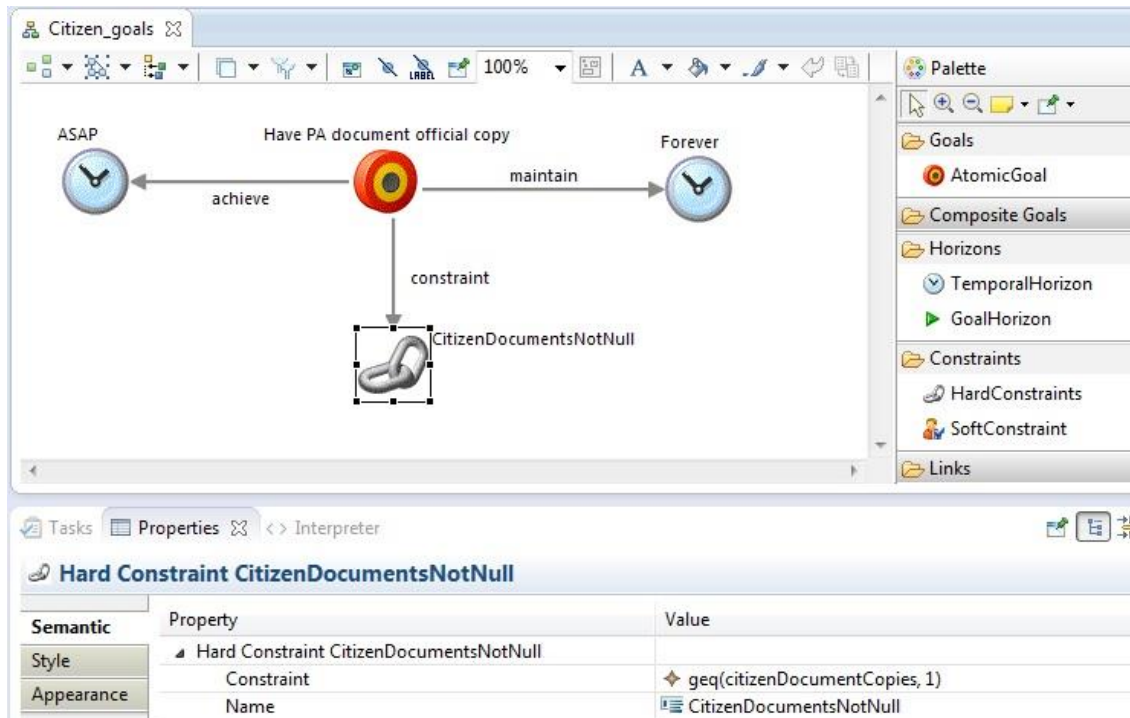 Citizen_goals
100%
A
LABEL
Palette
ASAP
Have PA document official copy
Forever
achieve
maintain
constraint
CitizenDocumentsNotNull
Goals
AtomicGoal
Composite Goals
Horizons
TemporalHorizon
GoalHorizon
Constraints
HardConstraints
SoftConstraint
Links
Tasks Properties <> Interpreter
Hard Constraint CitizenDocumentsNotNull
Semantic Property Value
Style Hard Constraint CitizenDocumentsNotNull
Appearance Constraint geq(citizenDocumentCopies, 1)
Name CitizenDocumentsNotNull